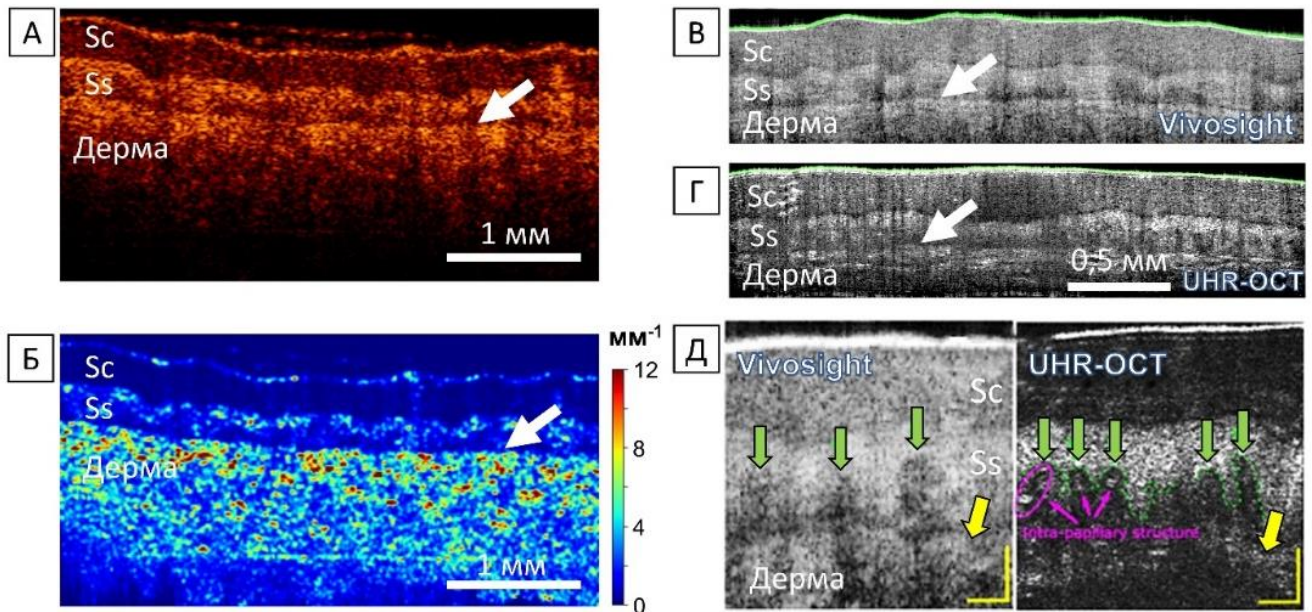 А
Sc
Ss
Дерма
1 мм
Б
Sc
Ss
Дерма
1 мм
мм⁻¹
12
8
4
0
В
Sc
Ss
Дерма
Vivosight
Г
Sc
Ss
Дерма
0,5 мм
UHR-OCT
Д
Vivosight
Sc
Ss
Дерма
UHR-OCT
intra-papillary structure